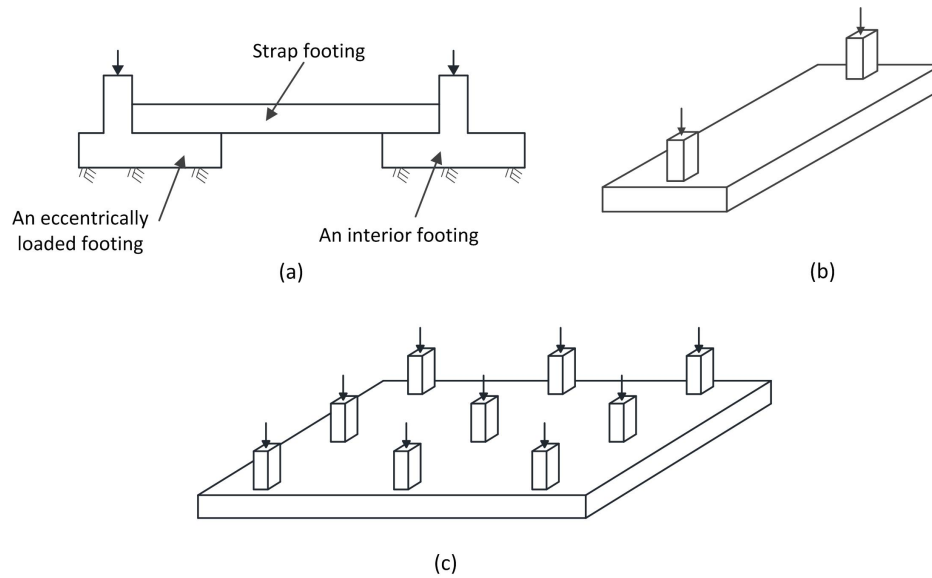 Strap footing
An eccentrically
loaded footing
An interior footing
(a)
(b)
(c)